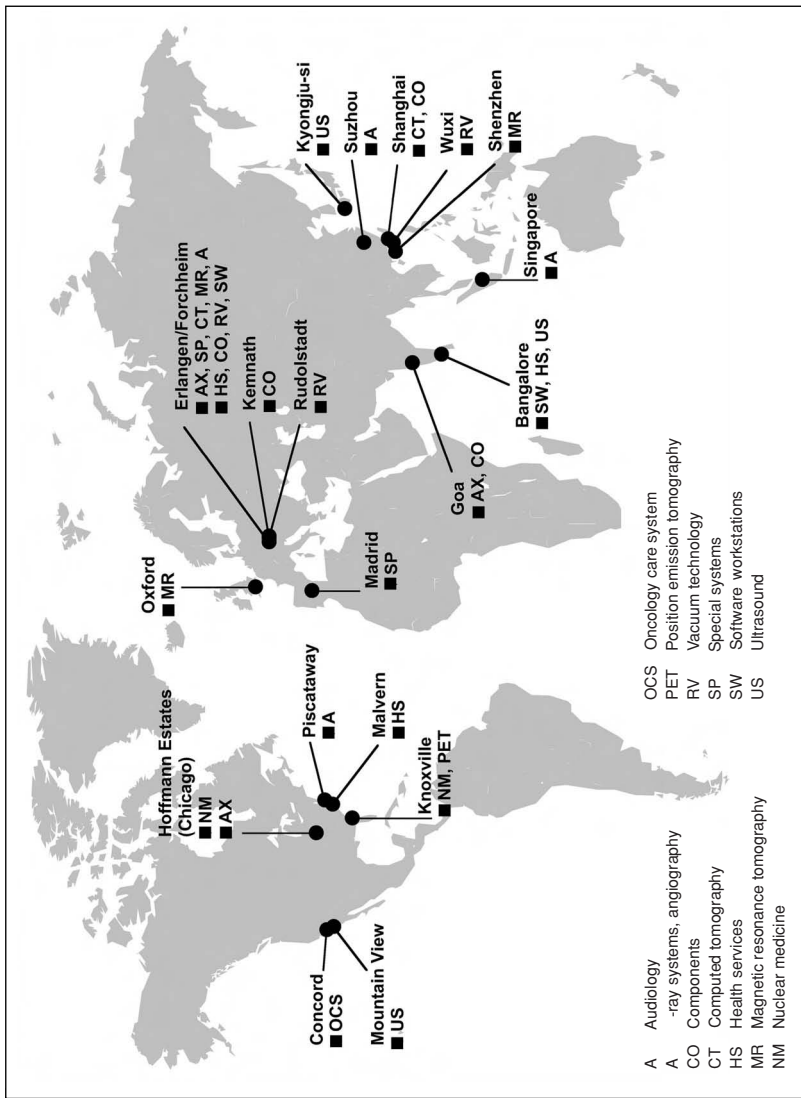 Hoffmann Estates
(Chicago)
■ NM
■ AX
Concord
■ OCS
Mountain View
■ US
Piscataway
■ A
Malvern
■ HS
Knoxville
■ NM, PET
Oxford
■ MR
Madrid
■ SP
Erlangen/Forchheim
■ AX, SP, CT, MR, A
■ HS, CO, RV, SW
Kemnath
■ CO
Rudolstadt
■ RV
Goa
■ AX, CO
Bangalore
■ SW, HS, US
Singapore
■ A
Kyongju-si
■ US
Suzhou
■ A
Shanghai
■ CT, CO
Wuxi
■ RV
Shenzhen
■ MR
A Audiology
A -ray systems, angiography
CO Components
CT Computed tomography
HS Health services
MR Magnetic resonance tomography
NM Nuclear medicine
OCS Oncology care system
PET Position emission tomography
RV Vacuum technology
SP Special systems
SW Software workstations
US Ultrasound